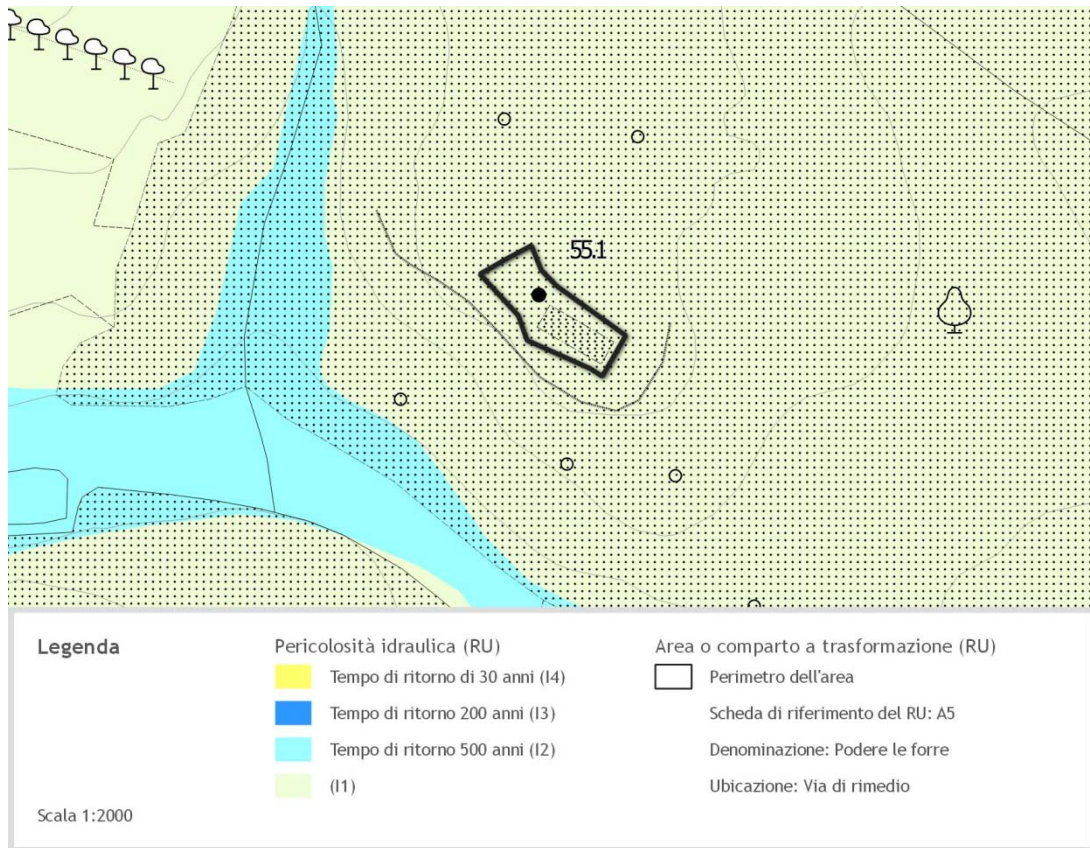 55.1
Legenda
Pericolosità idraulica (RU)
Tempo di ritorno di 30 anni (I4)
Tempo di ritorno 200 anni (I3)
Tempo di ritorno 500 anni (I2)
(I1)
Area o comparto a trasformazione (RU)
Perimetro dell'area
Scheda di riferimento del RU: A5
Denominazione: Podere le forre
Ubicazione: Via di rimedio
Scala 1:2000